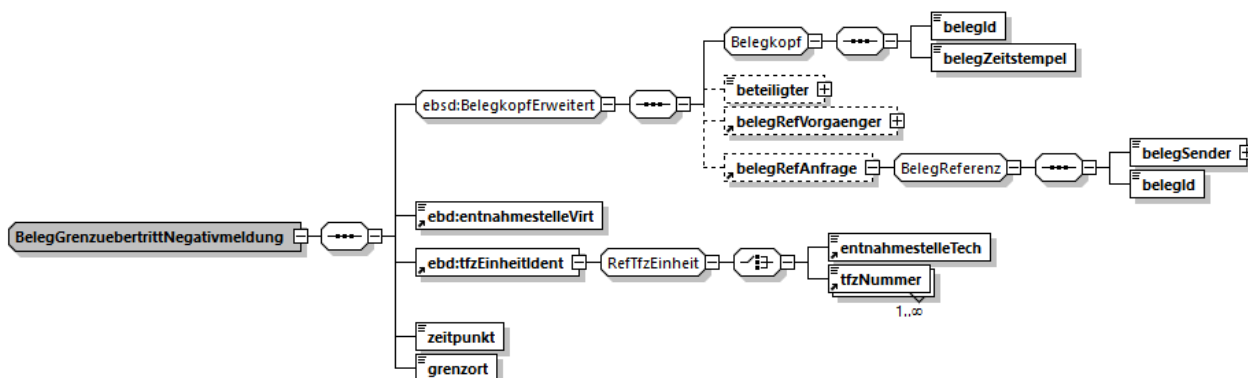 belegId
Belegkopf
belegZeitstempel
beteiligter
ebsd:BelegkopfErweitert
belegRefVorgaenger
belegSender
belegRefAnfrage
BelegReferenz
belegId
ebd:entnahmestelleVirt
BelegGrenzuebertrittNegativmeldung
entnahmestelleTech
ebd:tfzEinheitIdent
RefTfzEinheit
tfzNummer
1..∞
zeitpunkt
grenzort